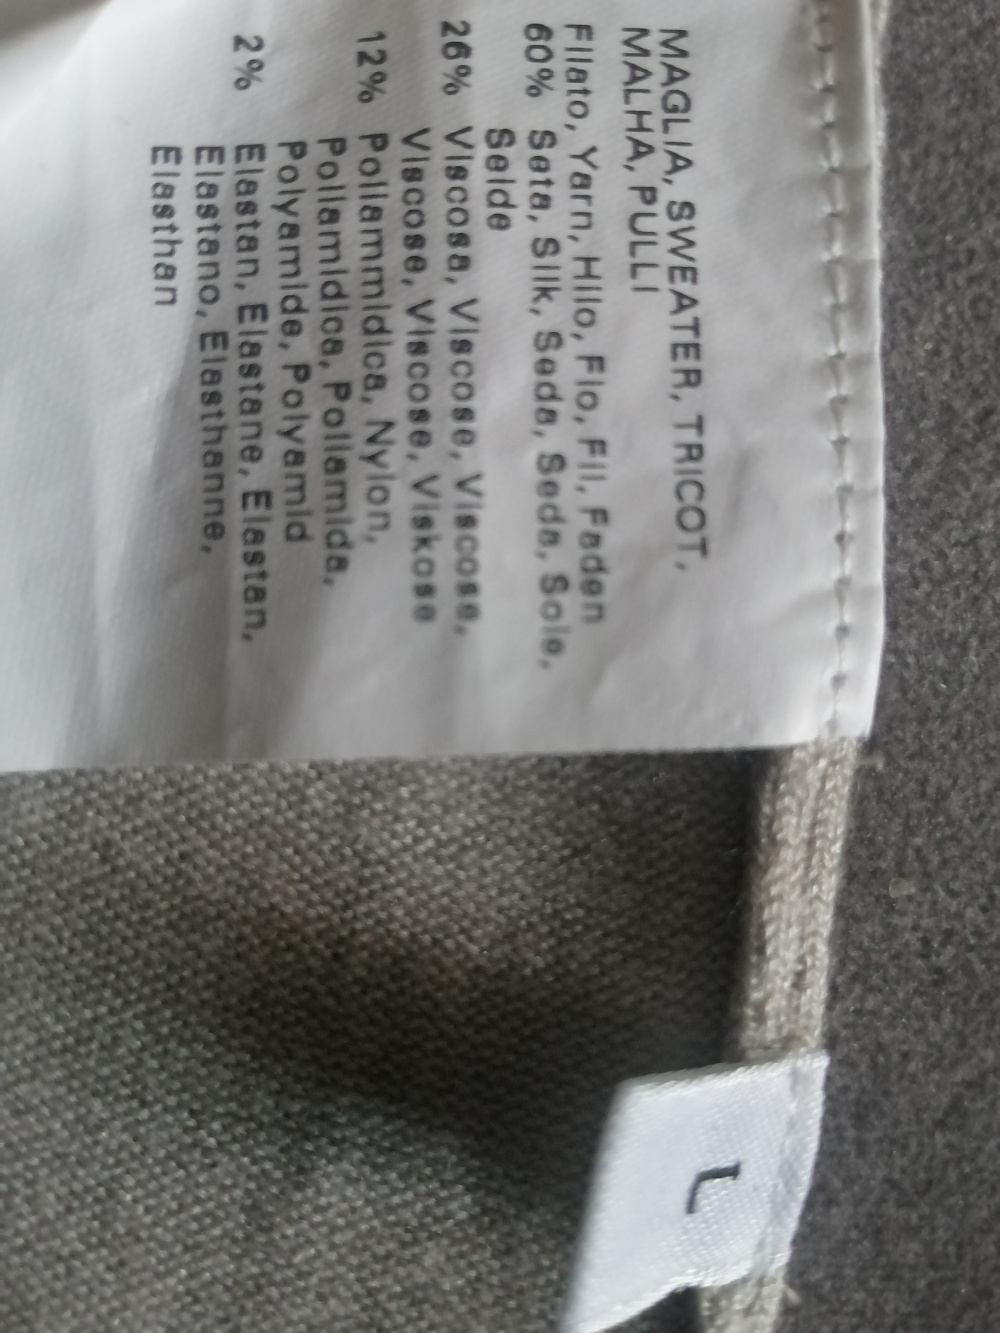 MAGLIA, SWEATER, TRICOT,
MALHA, PULLI
Filato, Yarn, Hilo, Fio, Fil, Faden
60% Seta, Silk, Seda, Seda, Soie,
Seide
26% Viscosa, Viscose, Viscosa,
Viscose, Viscose, Viskose
12% Poliammidica, Nylon,
Poliamidica, Poliamida,
Polyamide, Polyamid
2% Elastan, Elastane, Elastan,
Elastano, Elasthanne,
Elasthan
L